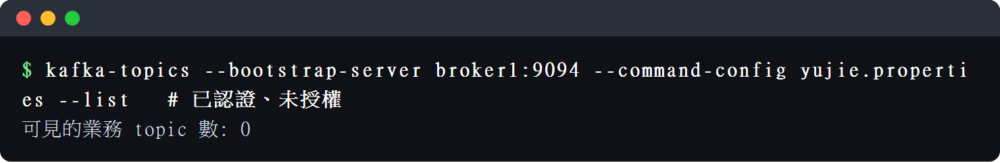 $ kafka-topics --bootstrap-server broker1:9094 --command-config yujie.properti
es --list   # 已認證、未授權
可見的業務 topic 數: 0